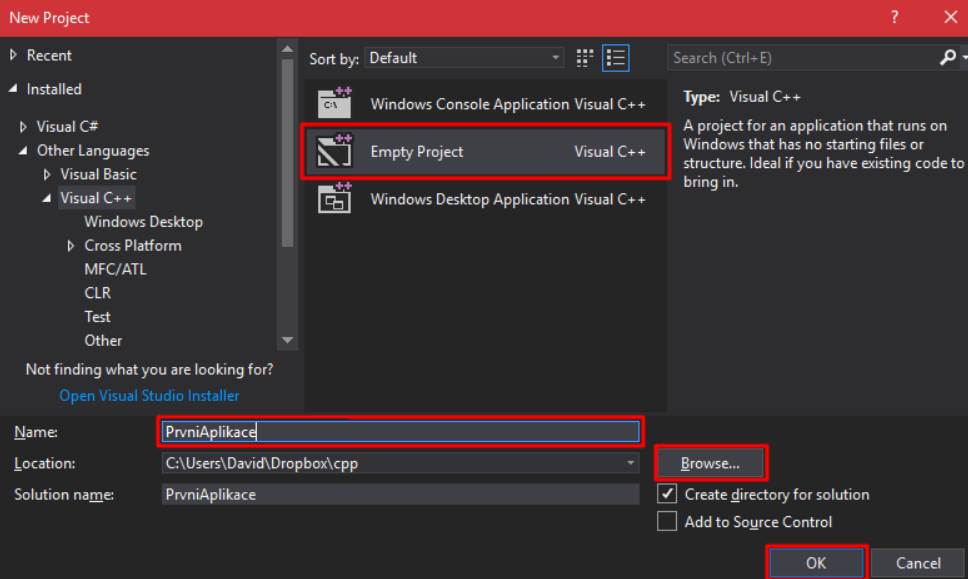 New Project
?
Recent
Installed
Visual C#
Other Languages
Visual Basic
Visual C++
Windows Desktop
Cross Platform
MFC/ATL
CLR
Test
Other
Not finding what you are looking for?
Open Visual Studio Installer
Sort by: Default
Windows Console Application Visual C++
Empty Project Visual C++
Windows Desktop Application Visual C++
Search (Ctrl+E)
Type: Visual C++
A project for an application that runs on
Windows that has no starting files or
structure. Ideal if you have existing code to
bring in.
Name: PrvniAplikace
Location: C:\Users\David\Dropbox\cpp
Browse...
Solution name: PrvniAplikace
Create directory for solution
Add to Source Control
OK
Cancel